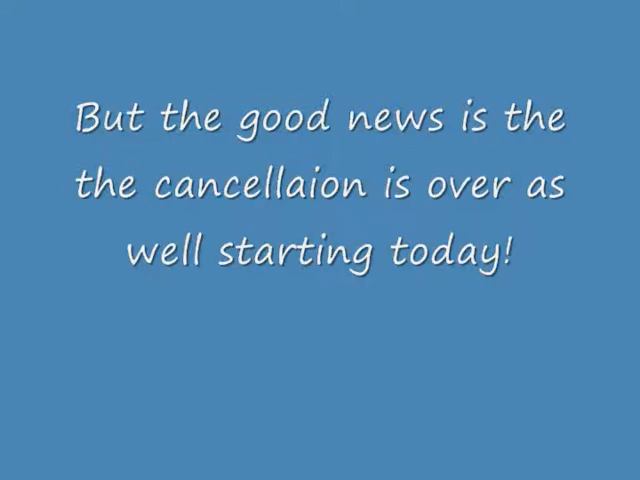 But the good news is the
the cancellaion is over as
well starting today!